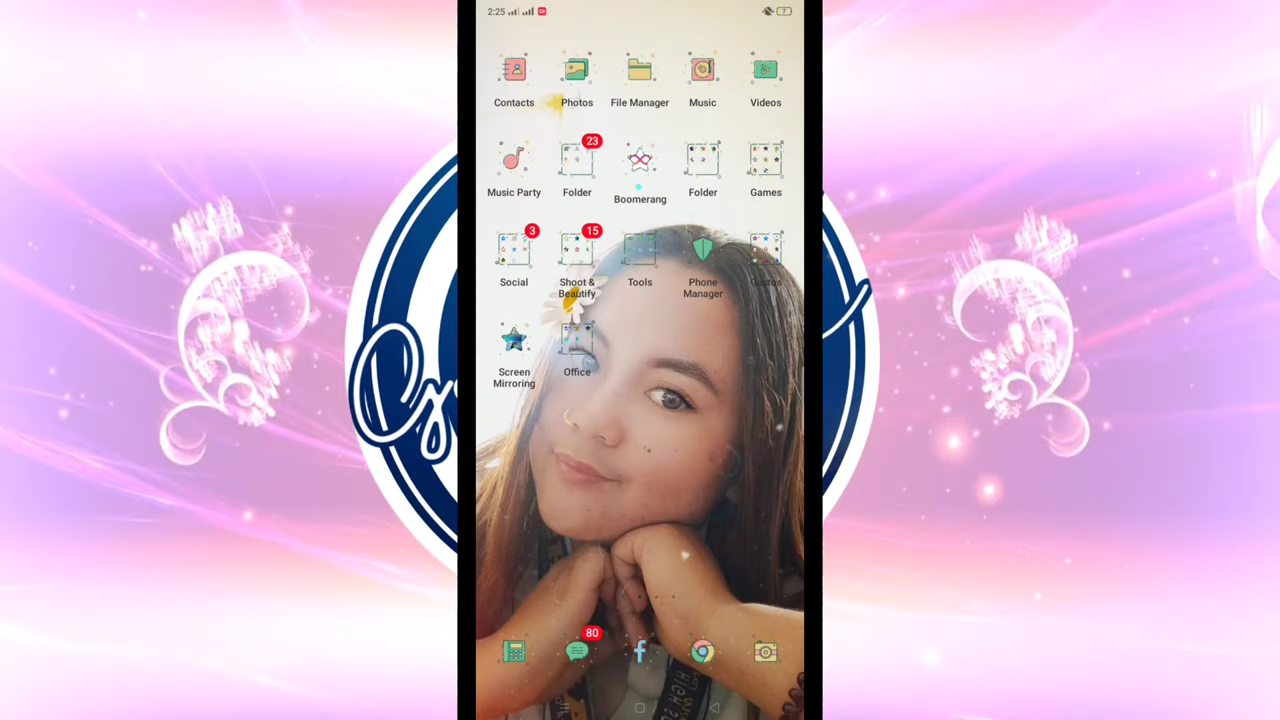 2:25
7
Contacts
Photos
File Manager
Music
Videos
23
Music Party
Folder
Boomerang
Folder
Games
3
15
Social
Shoot &
Beautify
Tools
Phone
Manager
Screen
Mirroring
Office
80